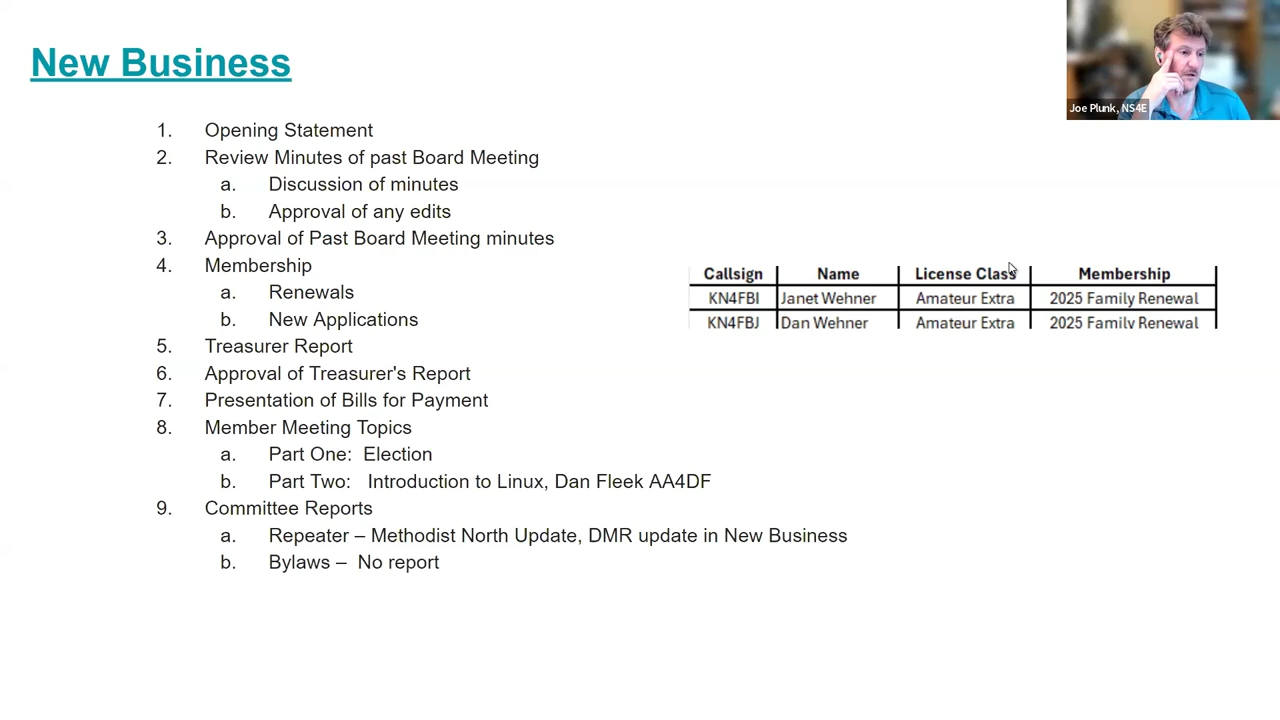 New Business
Joe Plunk, NS4E
1. Opening Statement
2. Review Minutes of past Board Meeting
a. Discussion of minutes
b. Approval of any edits
3. Approval of Past Board Meeting minutes
4. Membership
a. Renewals
b. New Applications
5. Treasurer Report
6. Approval of Treasurer's Report
7. Presentation of Bills for Payment
8. Member Meeting Topics
a. Part One: Election
b. Part Two: Introduction to Linux, Dan Fleek AA4DF
9. Committee Reports
a. Repeater – Methodist North Update, DMR update in New Business
b. Bylaws – No report
Callsign Name License Class Membership
KN4FBI Janet Wehner Amateur Extra 2025 Family Renewal
KN4FBJ Dan Wehner Amateur Extra 2025 Family Renewal